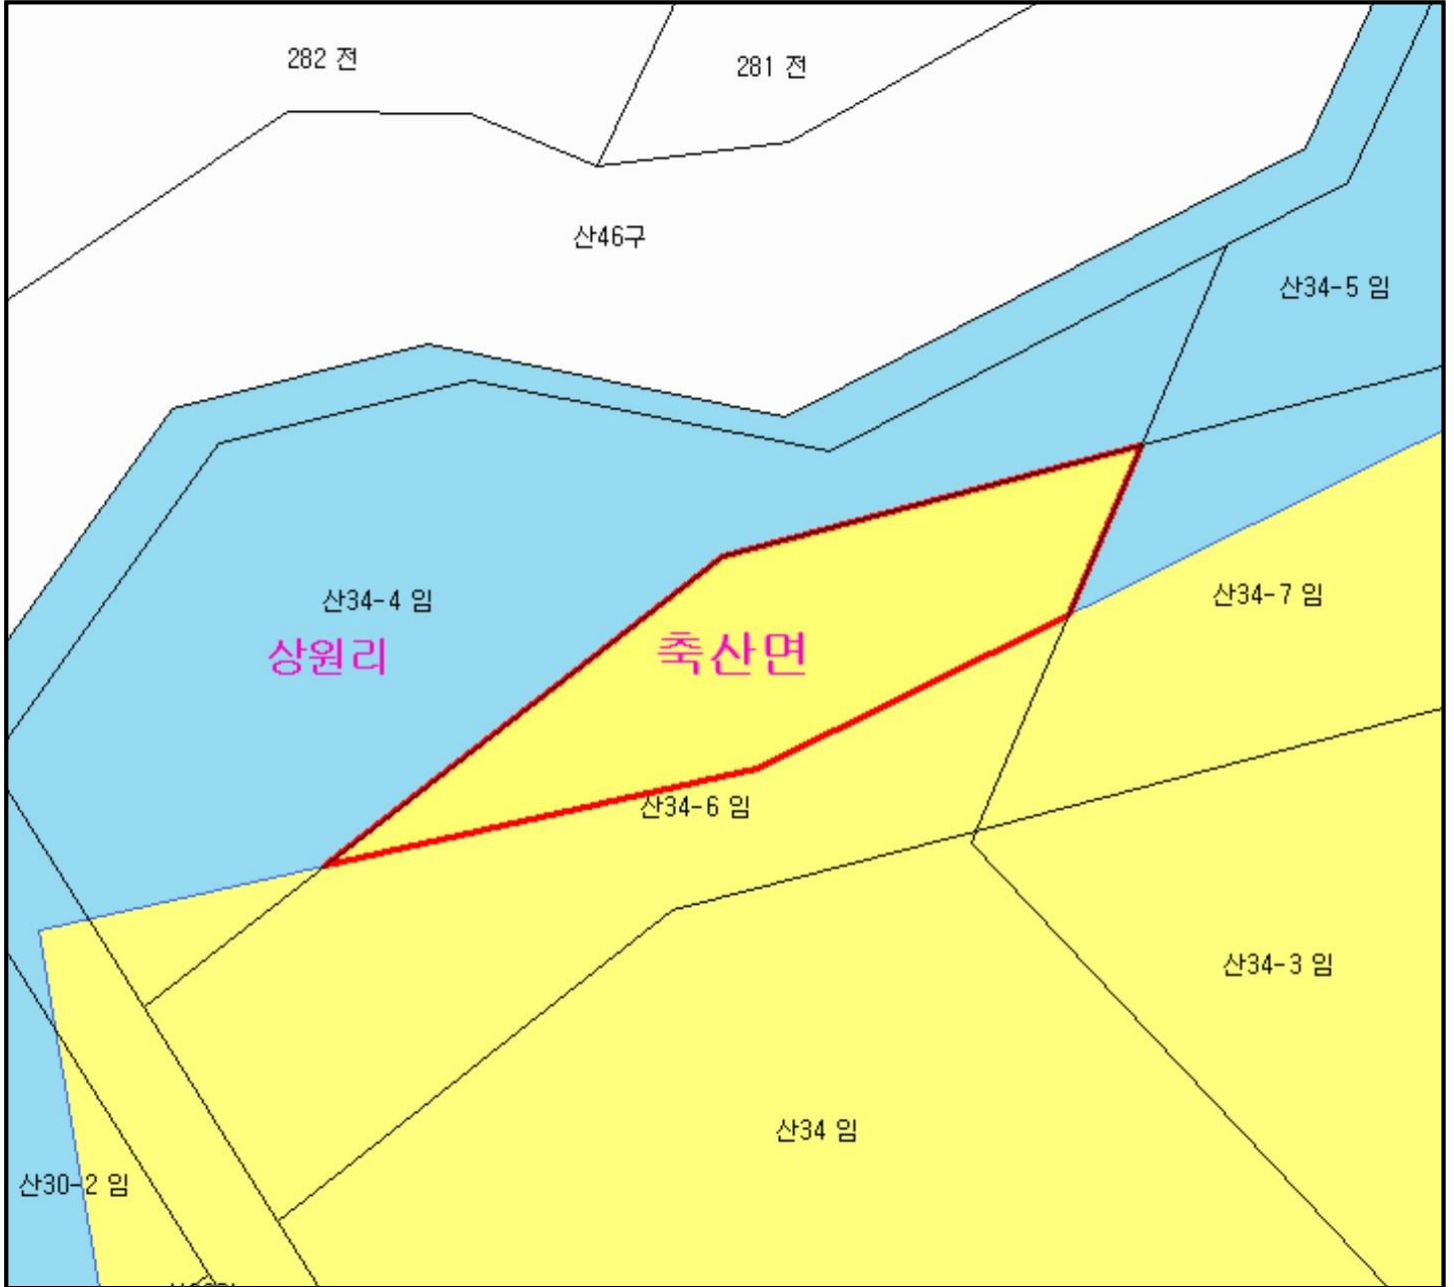 282 전
281 전
산46구
산34-5 임
산34-4 임
산34-7 임
상원리
축산면
산34-6 임
산34-3 임
산34 임
산30-2 임